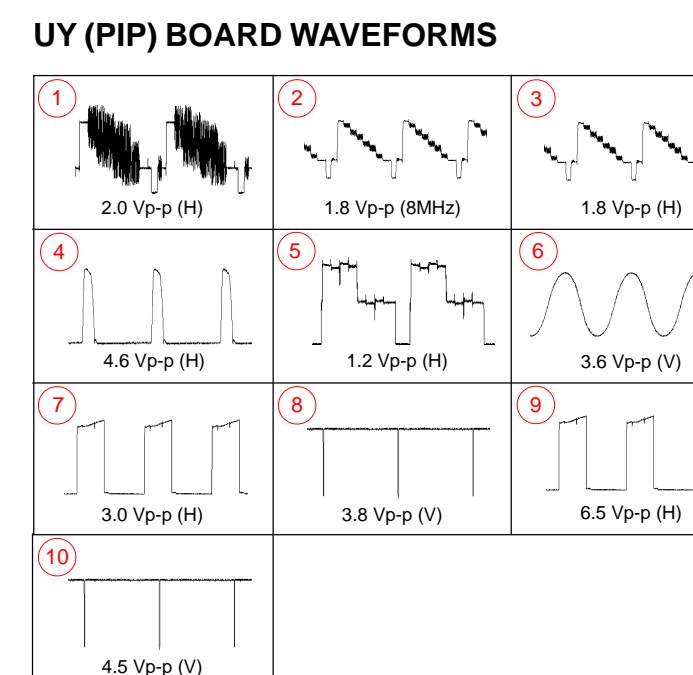 UY (PIP) BOARD WAVEFORMS
1
2.0 Vp-p (H)
2
1.8 Vp-p (8MHz)
3
1.8 Vp-p (H)
4
4.6 Vp-p (H)
5
1.2 Vp-p (H)
6
3.6 Vp-p (V)
7
3.0 Vp-p (H)
8
3.8 Vp-p (V)
9
6.5 Vp-p (H)
10
4.5 Vp-p (V)